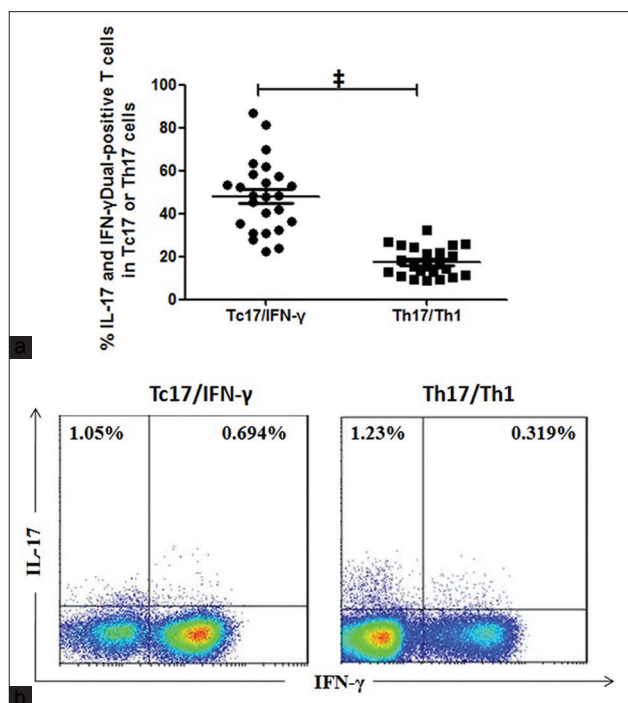 ‡
100
80
60
40
20
0
% IL-17 and IFN-γDual-positive T cells
in Tc17 or Th17 cells
Tc17/IFN-γ Th17/Th1
a
Tc17/IFN-γ Th17/Th1
1.05% 0.694% 1.23% 0.319%
IL-17
IFN-γ
b